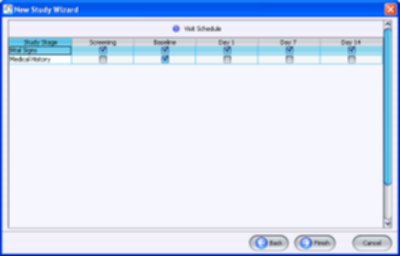 New Study Wizard
Visit Schedule
Study Stage Screening Baseline Day 1 Day 7 Day 14
Vital Signs
Medical History
Back Finish Cancel